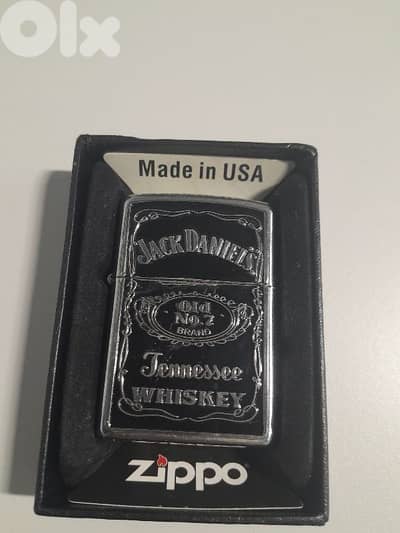 Olx
Made in USA
JACK DANIEL'S
Old
NO.7
BRAND
Tennessee
WHISKEY
zippo